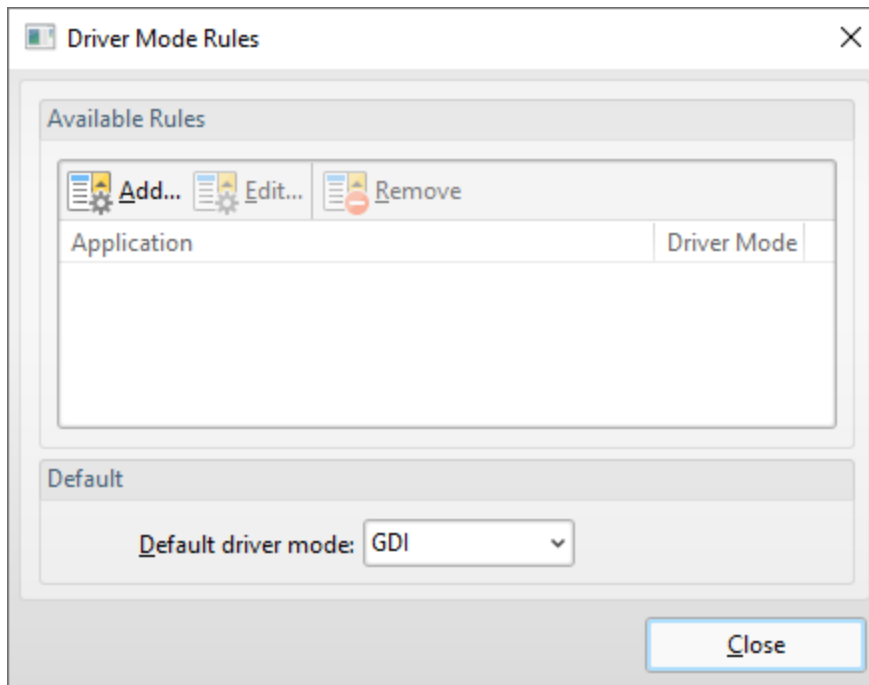 Driver Mode Rules
Available Rules
Add... Edit... Remove
Application Driver Mode
Default
Default driver mode: GDI
Close